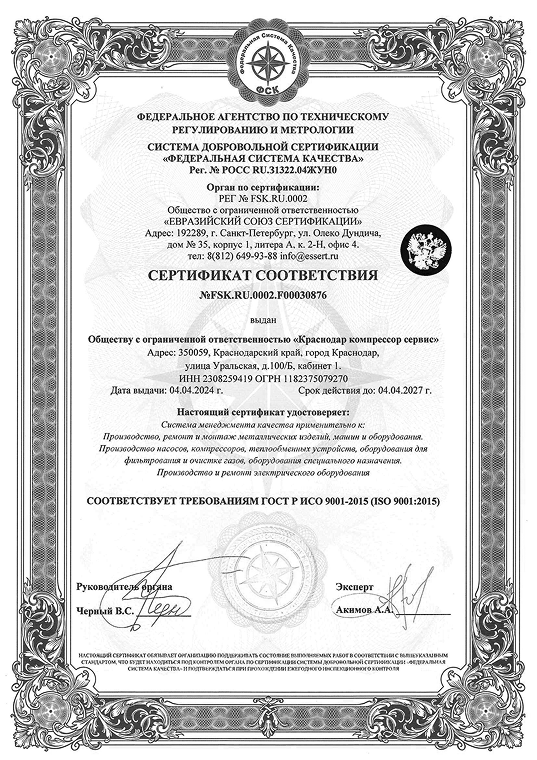 Федеральная Система Качества
ФСК
ФЕДЕРАЛЬНОЕ АГЕНТСТВО ПО ТЕХНИЧЕСКОМУ
РЕГУЛИРОВАНИЮ И МЕТРОЛОГИИ
СИСТЕМА ДОБРОВОЛЬНОЙ СЕРТИФИКАЦИИ
«ФЕДЕРАЛЬНАЯ СИСТЕМА КАЧЕСТВА»
Рег. № РОСС RU.31322.04ЖУН0
Орган по сертификации:
РЕГ № FSK.RU.0002
Общество с ограниченной ответственностью
«ЕВРАЗИЙСКИЙ СОЮЗ СЕРТИФИКАЦИИ»
Адрес: 192289, г. Санкт-Петербург, ул. Олеко Дундича,
дом № 35, корпус 1, литера А, к. 2-Н, офис 4.
тел: 8(812) 649-93-88 info@essert.ru
СЕРТИФИКАТ СООТВЕТСТВИЯ
№FSK.RU.0002.F00030876
выдан
Обществу с ограниченной ответственностью «Краснодар компрессор сервис»
Адрес: 350059, Краснодарский край, город Краснодар,
улица Уральская, д.100/Б, кабинет 1.
ИНН 2308259419 ОГРН 1182375079270
Дата выдачи: 04.04.2024 г. Срок действия до: 04.04.2027 г.
Настоящий сертификат удостоверяет:
Система менеджмента качества применительно к:
Производство, ремонт и монтаж металлических изделий, машин и оборудования.
Производство насосов, компрессоров, теплообменных устройств, оборудования для
фильтрования и очистке газов, оборудования специального назначения.
Производство и ремонт электрического оборудования
СООТВЕТСТВУЕТ ТРЕБОВАНИЯМ ГОСТ Р ИСО 9001-2015 (ISO 9001:2015)
Руководитель органа Эксперт
Черный В.С. Акимов А.А.
НАСТОЯЩИЙ СЕРТИФИКАТ ОБЯЗЫВАЕТ ОРГАНИЗАЦИЮ ПОДДЕРЖИВАТЬ СОСТОЯНИЕ ВЫПОЛНЯЕМЫХ РАБОТ В СООТВЕТСТВИИ С ВЫШЕУКАЗАННЫМ
СТАНДАРТОМ, ЧТО БУДЕТ НАХОДИТЬСЯ ПОД КОНТРОЛЕМ ОРГАНА ПО СЕРТИФИКАЦИИ СИСТЕМЫ ДОБРОВОЛЬНОЙ СЕРТИФИКАЦИИ «ФЕДЕРАЛЬНАЯ
СИСТЕМА КАЧЕСТВА» И ПОДТВЕРЖДАТЬСЯ ПРИ ПРОХОЖДЕНИИ ЕЖЕГОДНОГО ИНСПЕКЦИОННОГО КОНТРОЛЯ